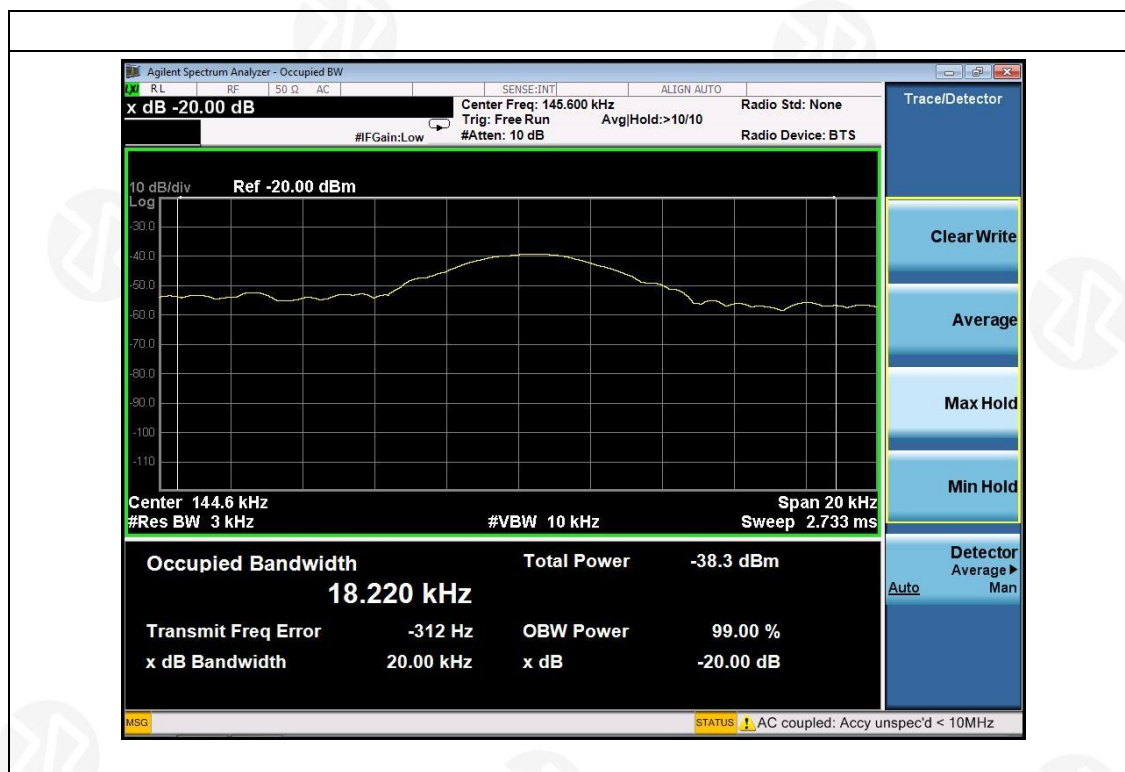 Agilent Spectrum Analyzer - Occupied BW
LXI RL RF 50 Ω AC SENSE:INT ALIGN AUTO
x dB -20.00 dB
Center Freq: 145.600 kHz Radio Std: None
Trig: Free Run Avg|Hold:>10/10
#IFGain:Low #Atten: 10 dB Radio Device: BTS
Trace/Detector
10 dB/div Ref -20.00 dBm
Log
-30.0
-40.0
-50.0
-60.0
-70.0
-80.0
-90.0
-100
-110
Center 144.6 kHz Span 20 kHz
#Res BW 3 kHz #VBW 10 kHz Sweep 2.733 ms
Occupied Bandwidth Total Power -38.3 dBm
18.220 kHz
Transmit Freq Error -312 Hz OBW Power 99.00 %
x dB Bandwidth 20.00 kHz x dB -20.00 dB
Clear Write
Average
Max Hold
Min Hold
Detector
Average
Auto Man
MSG STATUS AC coupled: Accy unspec'd < 10MHz